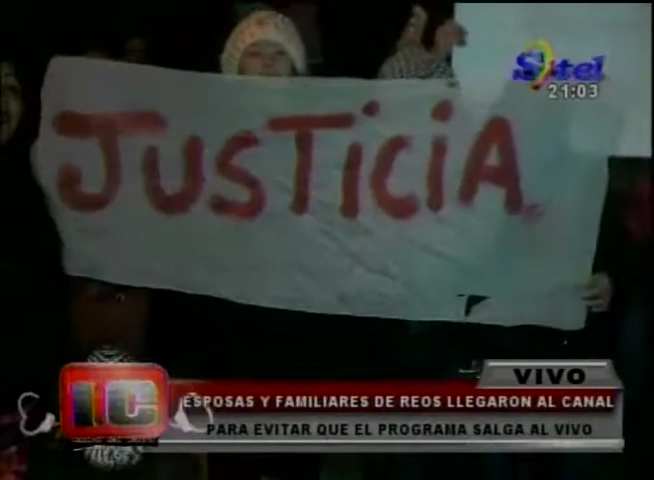 Sitel
21:03
JUSTICIA
VIVO
IC
ESPOSAS Y FAMILIARES DE REOS LLEGARON AL CANAL
PARA EVITAR QUE EL PROGRAMA SALGA AL VIVO